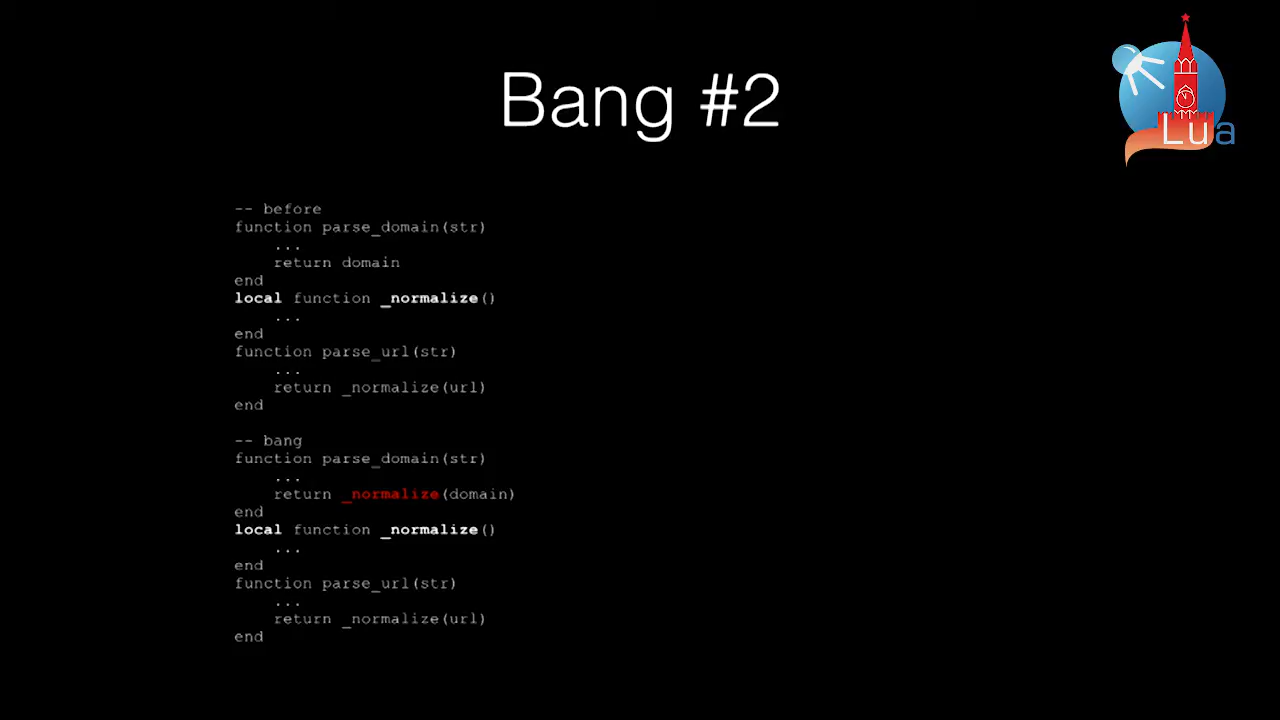 Bang #2
Lua
-- before
function parse_domain(str)
...
return domain
end
local function _normalize()
...
end
function parse_url(str)
...
return _normalize(url)
end
-- bang
function parse_domain(str)
...
return _normalize(domain)
end
local function _normalize()
...
end
function parse_url(str)
...
return _normalize(url)
end